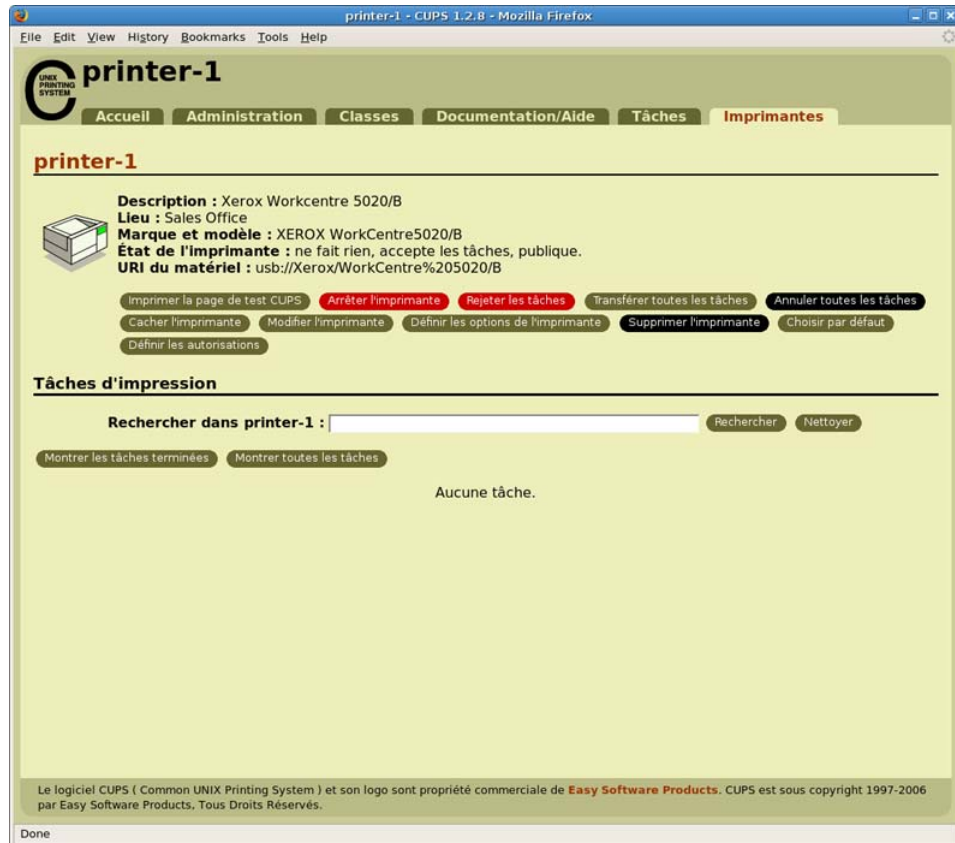 printer-1 - CUPS 1.2.8 - Mozilla Firefox
File Edit View History Bookmarks Tools Help
UNIX
PRINTING
SYSTEM
printer-1
Accueil Administration Classes Documentation/Aide Tâches Imprimantes
printer-1
Description : Xerox Workcentre 5020/B
Lieu : Sales Office
Marque et modèle : XEROX WorkCentre5020/B
État de l'imprimante : ne fait rien, accepte les tâches, publique.
URI du matériel : usb://Xerox/WorkCentre%205020/B
Imprimer la page de test CUPS Arrêter l'imprimante Rejeter les tâches Transférer toutes les tâches Annuler toutes les tâches
Cacher l'imprimante Modifier l'imprimante Définir les options de l'imprimante Supprimer l'imprimante Choisir par défaut
Définir les autorisations
Tâches d'impression
Rechercher dans printer-1 : Rechercher Nettoyer
Montrer les tâches terminées Montrer toutes les tâches
Aucune tâche.
Le logiciel CUPS ( Common UNIX Printing System ) et son logo sont propriété commerciale de Easy Software Products. CUPS est sous copyright 1997-2006
par Easy Software Products, Tous Droits Réservés.
Done